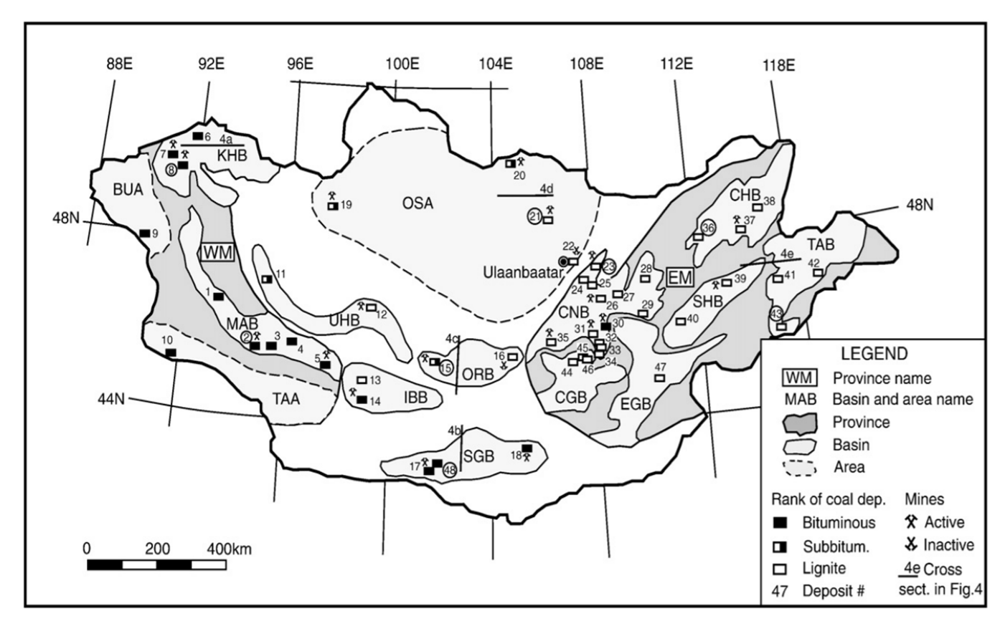 88E 92E 96E 100E 104E 108E 112E 118E
6 4a
7 KHB
8
20
BUA
OSA
4d
CHB 38
19
21
48N
48N
36 37
9
TAB
WM
22
4e
Ulaanbaatar
23
28
EM
42
11
24 25
41
39
1
27
SHB
26
12
UHB
CNB
29
43
MAB
40
30
2 3
31
4c
4
35
32
10
16
45 33
5
15
ORB
44 46 34
47
13
TAA
IBB
CGB
44N
14
EGB
4b
SGB
18
17
48
LEGEND
WM Province name
MAB Basin and area name
Province
Basin
Area
Rank of coal dep. Mines
Bituminous Active
Subbitum. Inactive
Lignite 4e Cross
47 Deposit # sect. in Fig.4
0 200 400km